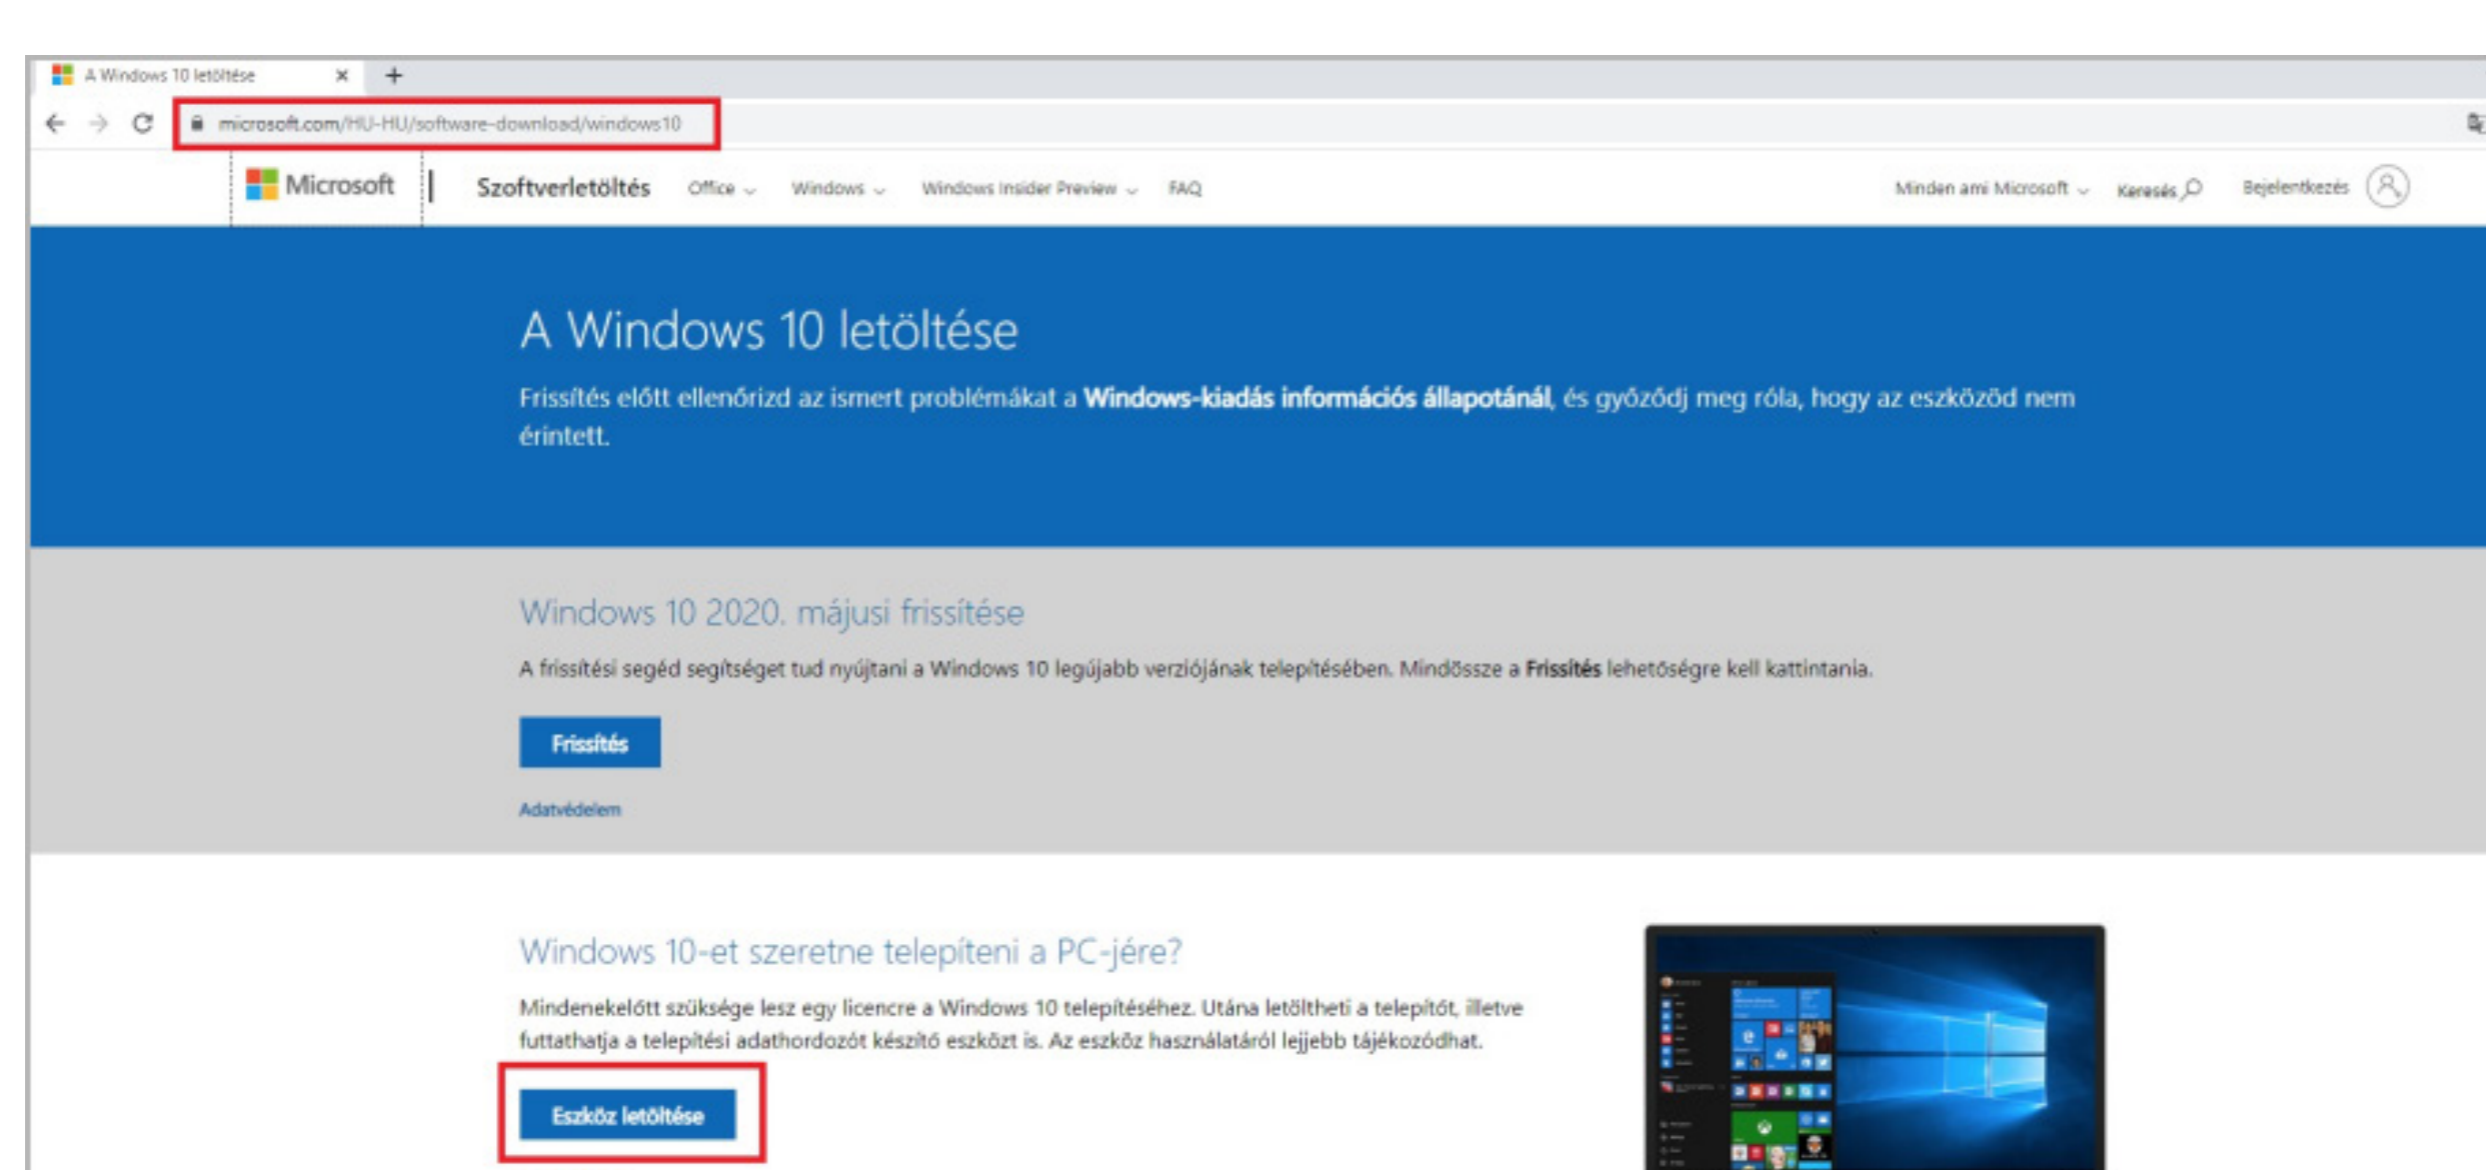 A Windows 10 letöltése
microsoft.com/HU-HU/software-download/windows10
Microsoft
Szoftverletöltés
Office
Windows
Windows Insider Preview
FAQ
Minden ami Microsoft
Keresés
Bejelentkezés
A Windows 10 letöltése
Frissítés előtt ellenőrizd az ismert problémákat a Windows-kiadás információs állapotánál, és győződj meg róla, hogy az eszközöd nem
érintett.
Windows 10 2020. májusi frissítése
A frissítési segéd segítséget tud nyújtani a Windows 10 legújabb verziójának telepítésében. Mindössze a Frissítés lehetőségre kell kattintania.
Frissítés
Adatvédelem
Windows 10-et szeretne telepíteni a PC-jére?
Mindenekelőtt szüksége lesz egy licencre a Windows 10 telepítéséhez. Utána letöltheti a telepítőt, illetve
futtathatja a telepítési adathordozót készítő eszközt is. Az eszköz használatáról lejjebb tájékozódhat.
Eszköz letöltése